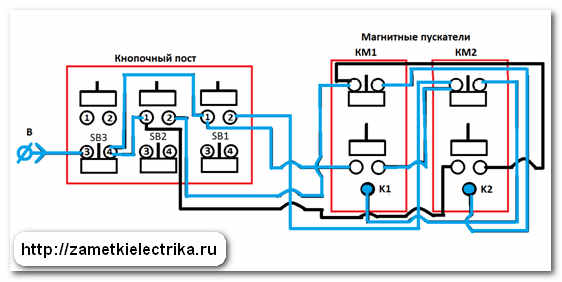 Магнитные пускатели
Кнопочный пост
КМ1
КМ2
1 2
1 2
1 2
В
SB3
SB2
SB1
3 4
3 4
3 4
К1
К2
http://zametkielectrika.ru